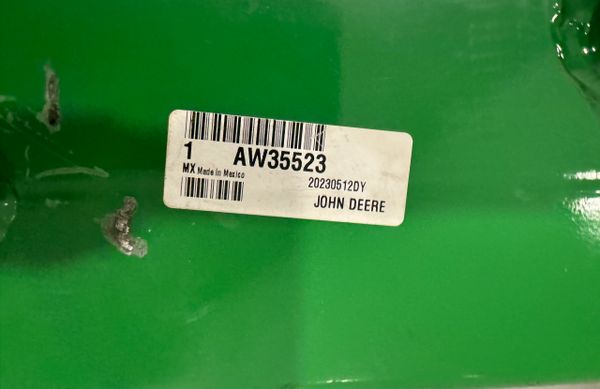 1 AW35523
MX Made in Mexico
20230512DY
JOHN DEERE